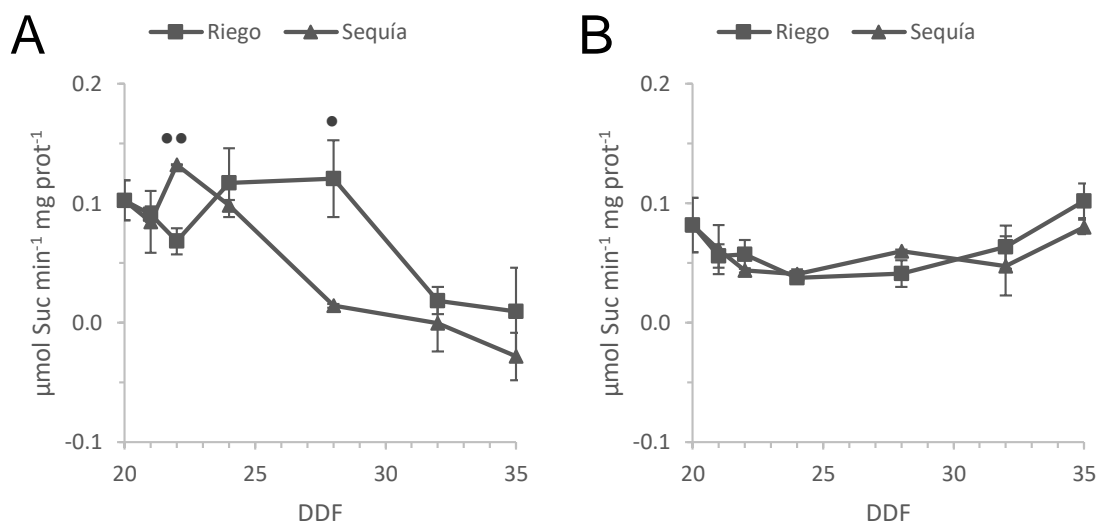 A
Riego Sequía
µmol Suc min-1 mg prot-1
0.2
0.1
0.0
-0.1
20 25 30 35
DDF
B
Riego Sequía
µmol Suc min-1 mg prot-1
0.2
0.1
0.0
-0.1
20 25 30 35
DDF